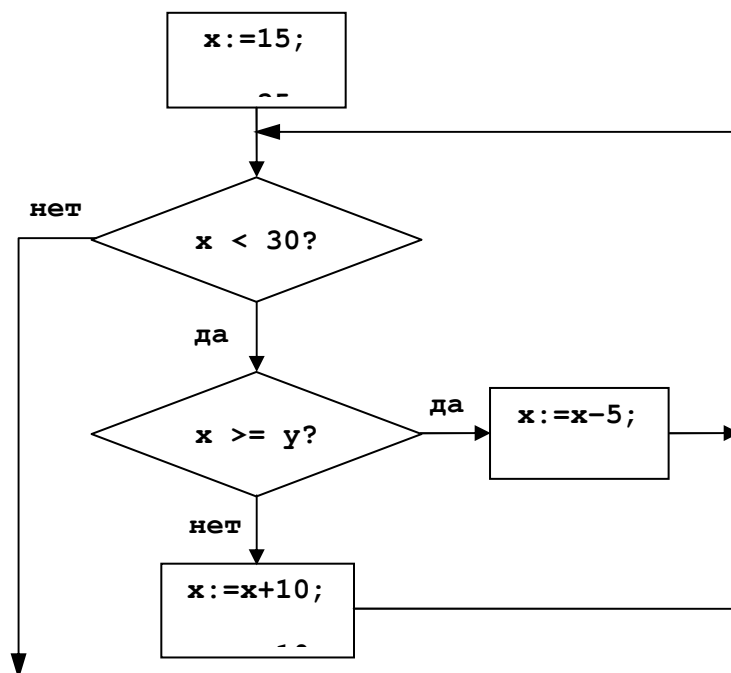 x:=15;
нет
x < 30?
да
x >= y?
да
x:=x-5;
нет
x:=x+10;